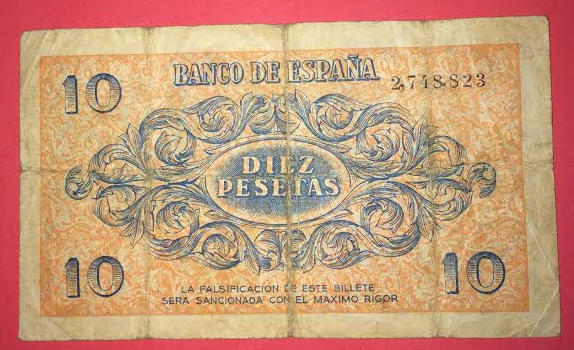 10
BANCO DE ESPAÑA
2,748,823
DIEZ
PESETAS
10
10
LA FALSIFICACION DE ESTE BILLETE
SERA SANCIONADA CON EL MAXIMO RIGOR